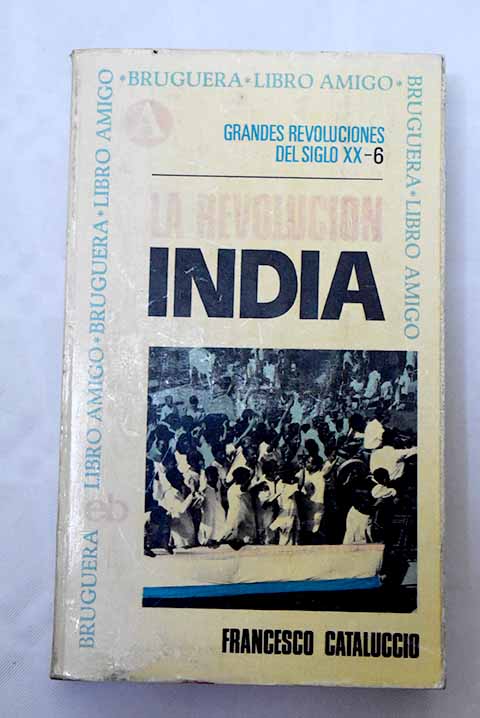 *BRUGUERA*LIBRO AMIGO*
BRUGUERA*LIBRO AMIGO
BRUGUERA LIBRO AMIGO*BRUGUERA*LIBRO AMIGO
A
GRANDES REVOLUCIONES
DEL SIGLO XX-6
LA REVOLUCION
INDIA
eb
FRANCESCO CATALUCCIO